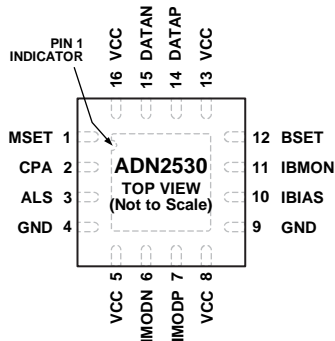 PIN 1
INDICATOR
16 VCC
15 DATAN
14 DATAP
13 VCC
MSET 1
CPA 2
ALS 3
GND 4
ADN2530
TOP VIEW
(Not to Scale)
12 BSET
11 IBMON
10 IBIAS
9 GND
VCC 5
IMODN 6
IMODP 7
VCC 8